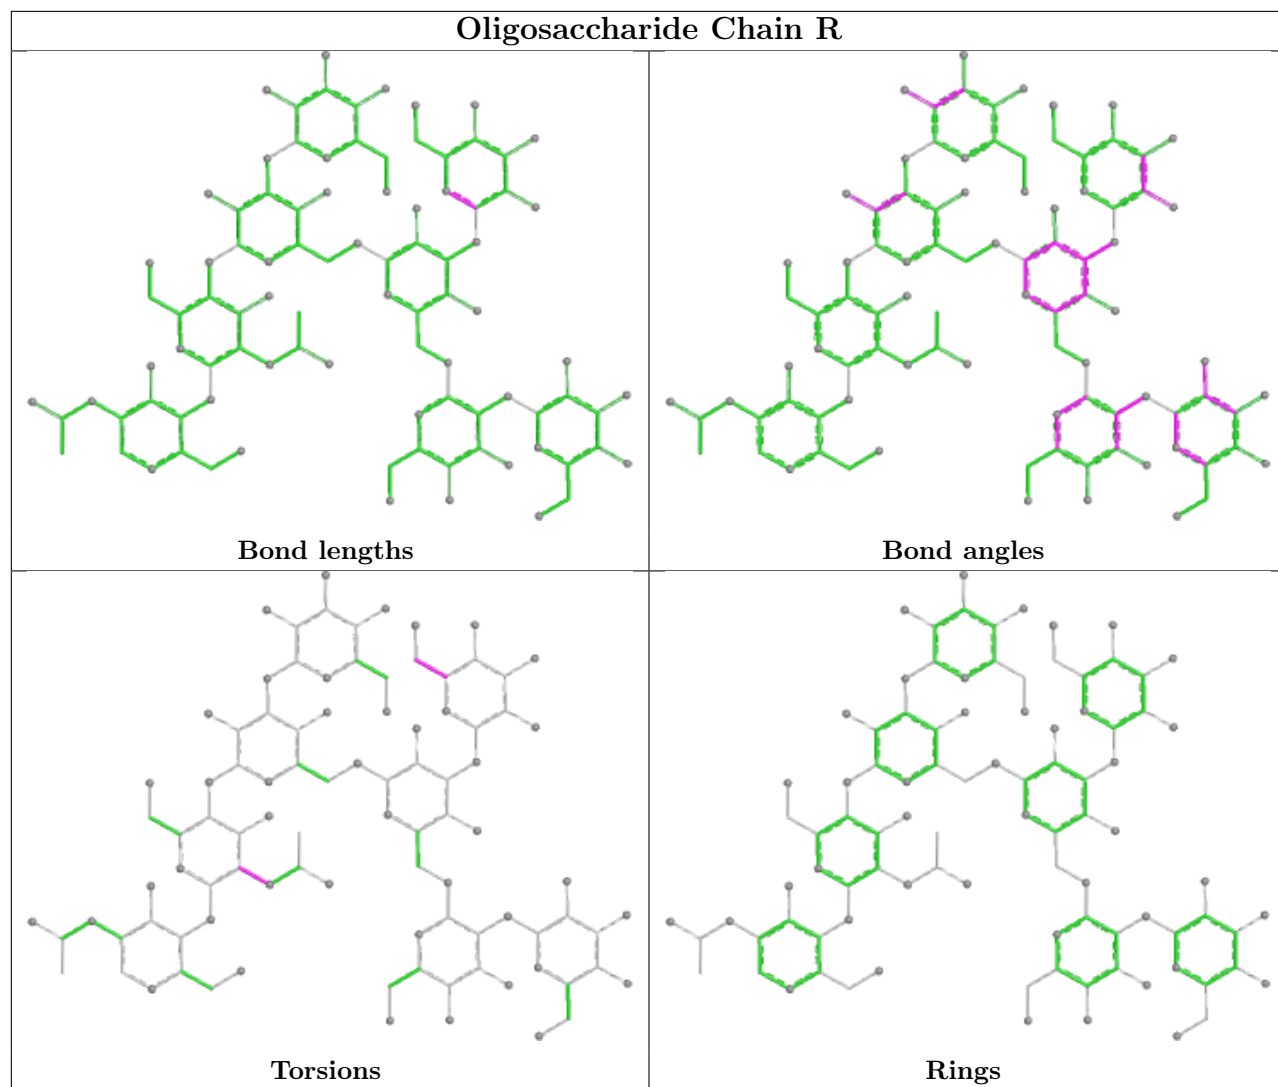 Oligosaccharide Chain R
Bond lengths
Bond angles
Torsions
Rings